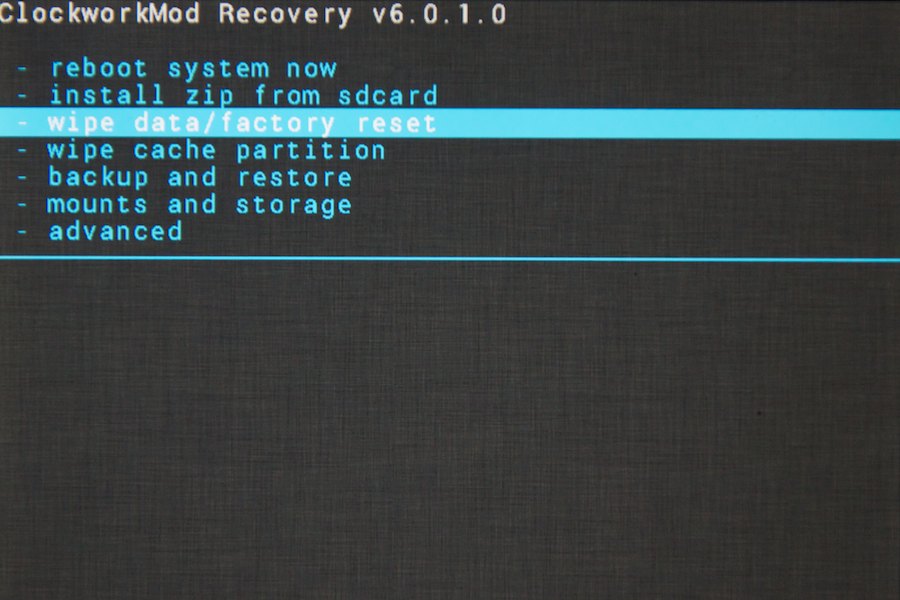 ClockworkMod Recovery v6.0.1.0
- reboot system now
- install zip from sdcard
- wipe data/factory reset
- wipe cache partition
- backup and restore
- mounts and storage
- advanced